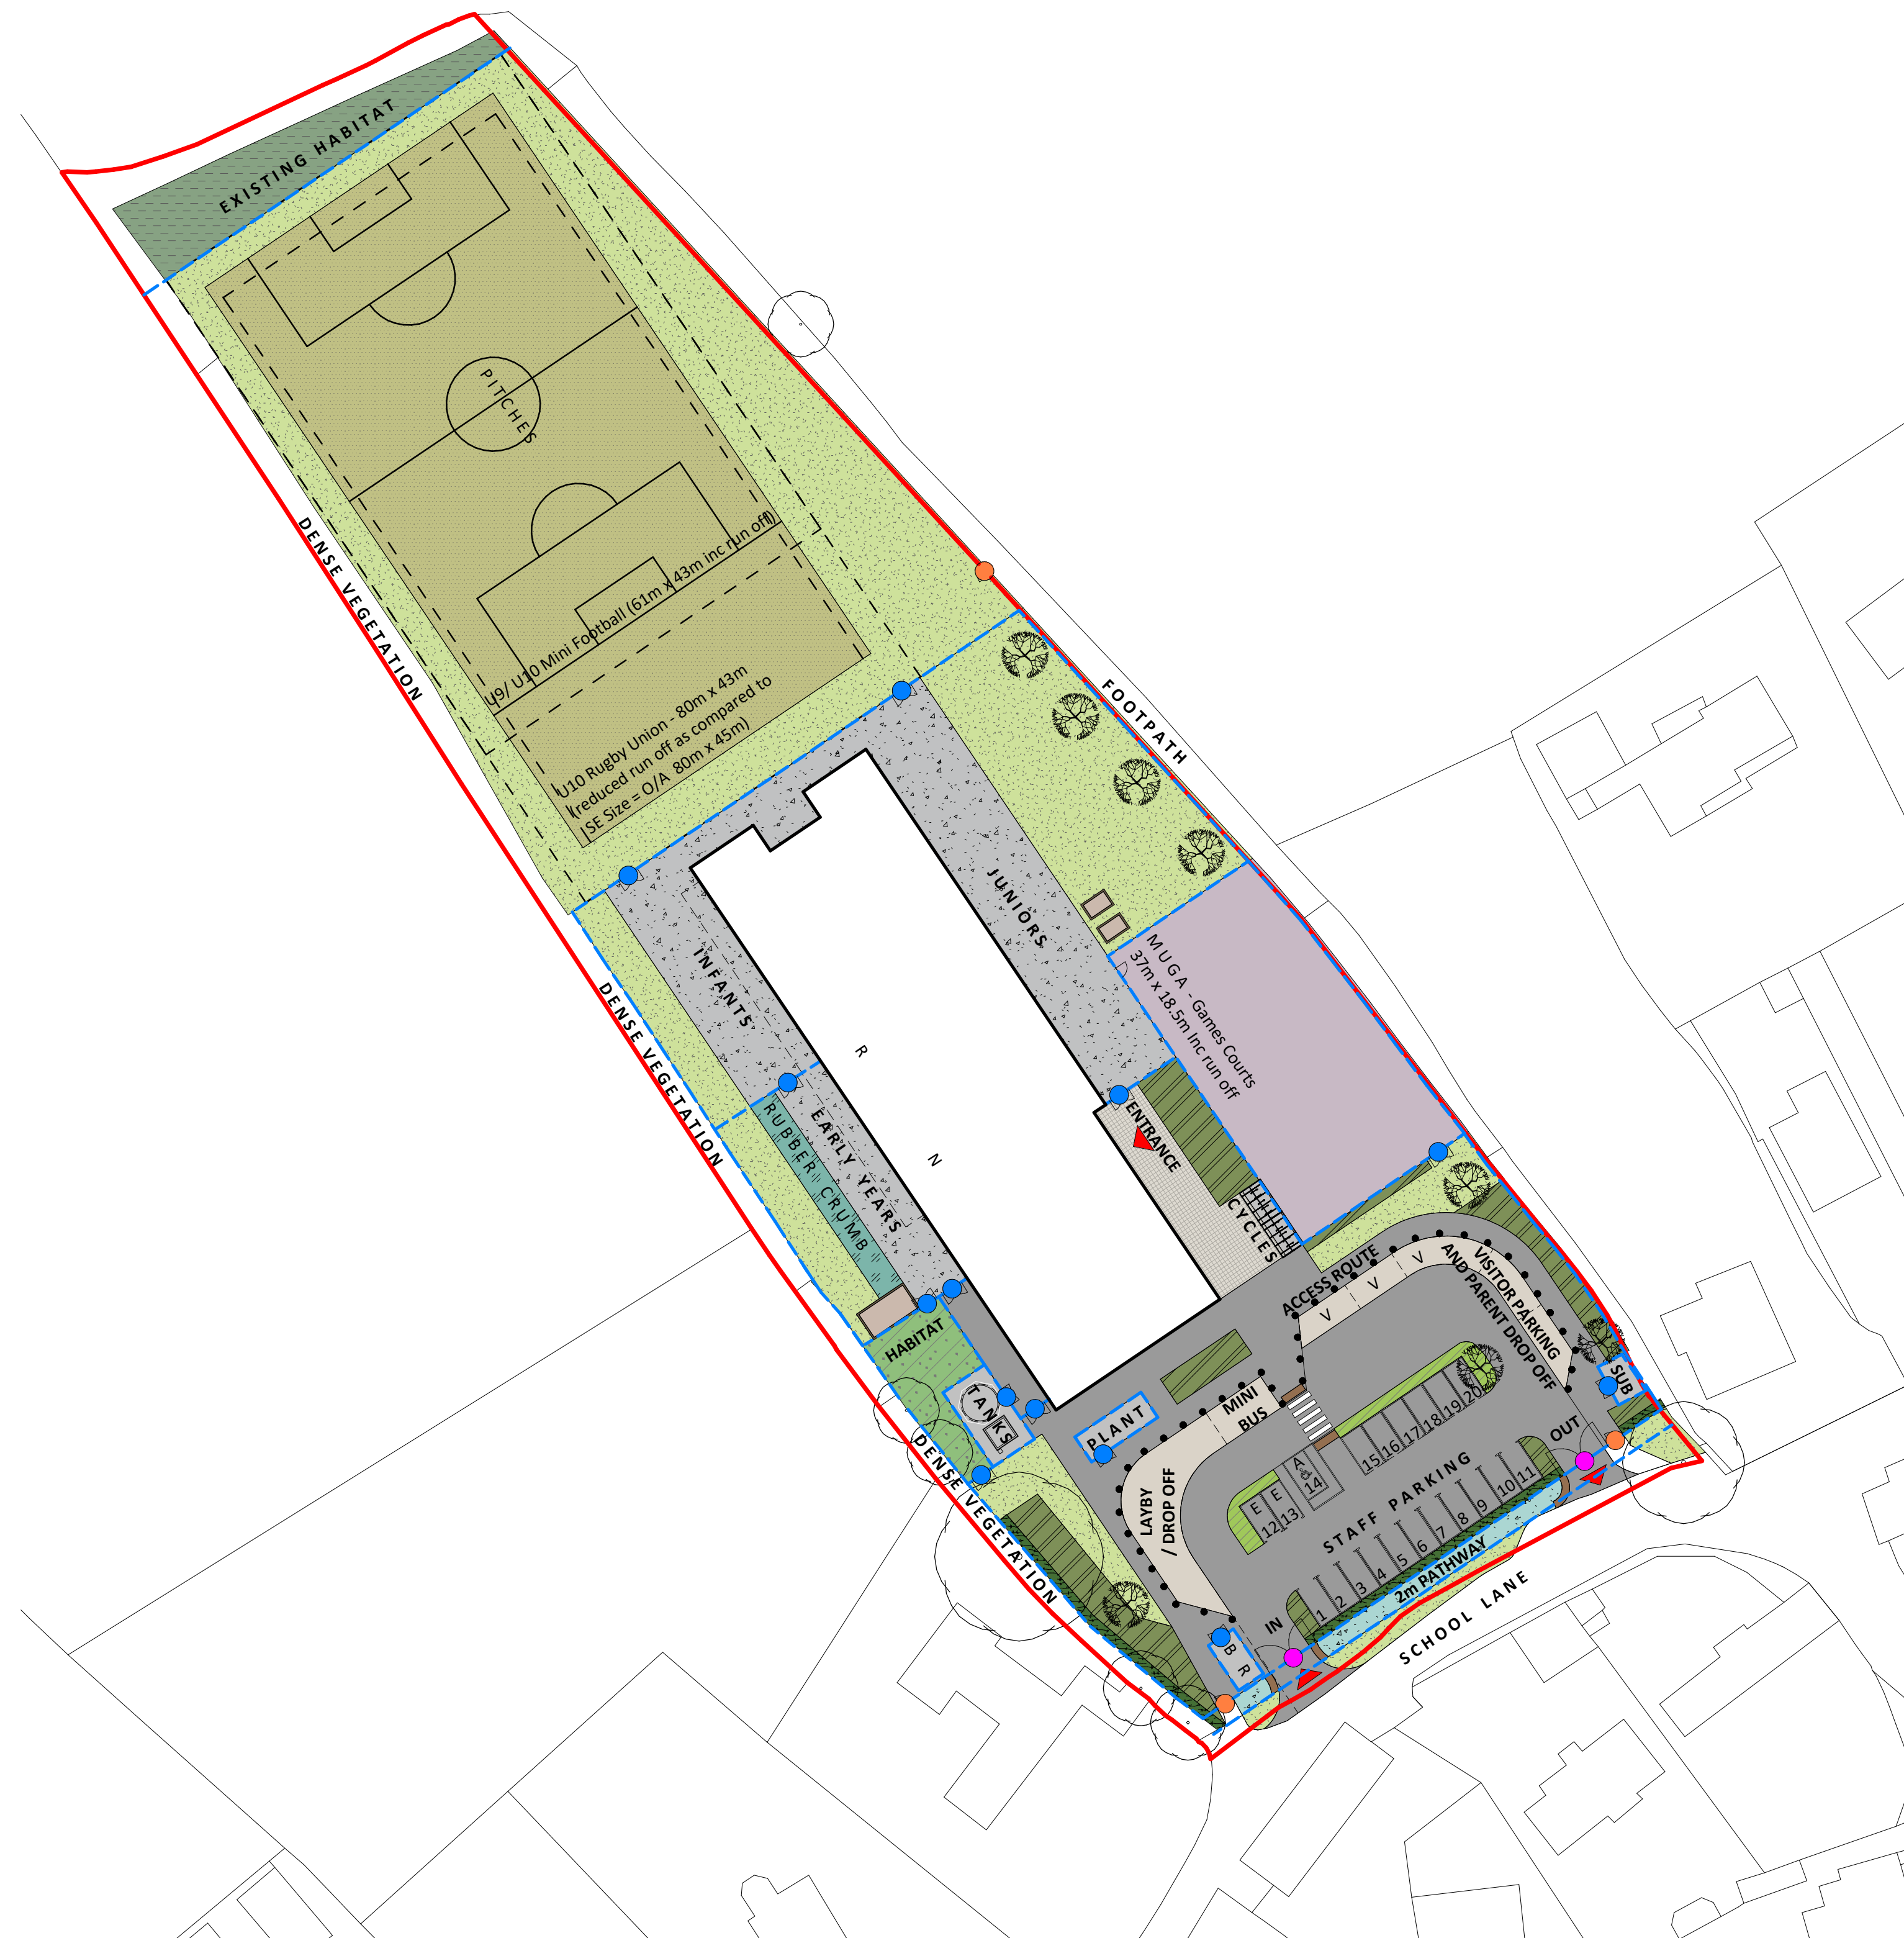 EXISTING HABITAT
PITCHES
DENSE VEGETATION
U9/ U10 Mini Football (61m x 43m inc run off)
U10 Rugby Union - 80m x 43m
(reduced run off as compared to
SE Size = O/A 80m x 45m)
FOOTPATH
JUNIORS
INFANTS
MUGA - Games Courts
37m x 18.5m Inc run off
DENSE VEGETATION
R
N
EARLY YEARS
RUBBER CRUMB
ENTRANCE
CYCLES
HABITAT
TANKS
PLANT
ACCESS ROUTE
V
V
V
V
VISITOR PARKING
AND PARENT DROP OFF
SUB
MINI
BUS
LAYBY
/ DROP OFF
DENSE VEGETATION
E
E
A
12
13
14
15
16
17
18
19
20
STAFF PARKING
OUT
IN
1
2
3
4
5
6
7
8
9
10
11
2m PATHWAY
B R
SCHOOL LANE